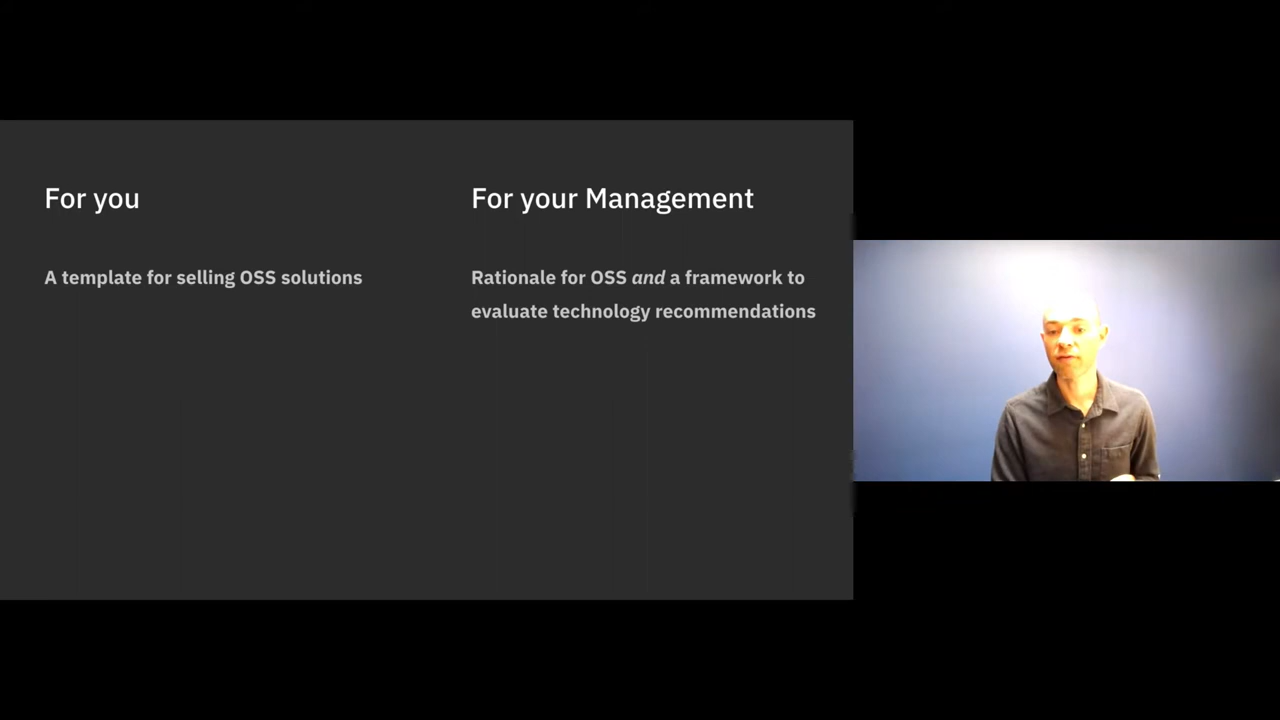 For you
A template for selling OSS solutions
For your Management
Rationale for OSS and a framework to
evaluate technology recommendations